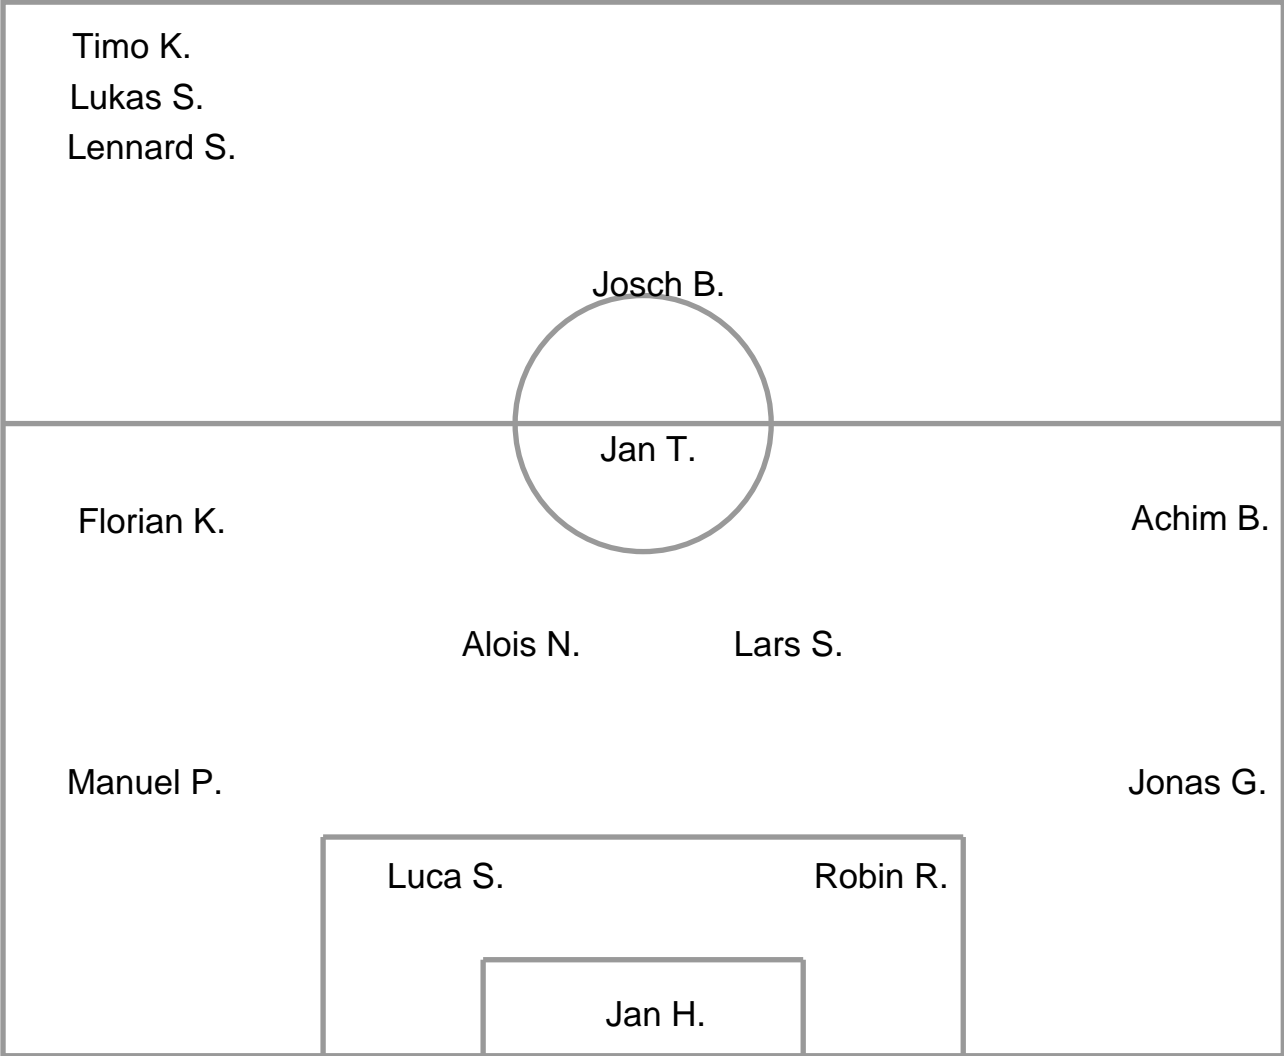 Timo K.
Lukas S.
Lennard S.
Josch B.
Jan T.
Florian K.
Achim B.
Alois N.
Lars S.
Manuel P.
Jonas G.
Luca S.
Robin R.
Jan H.